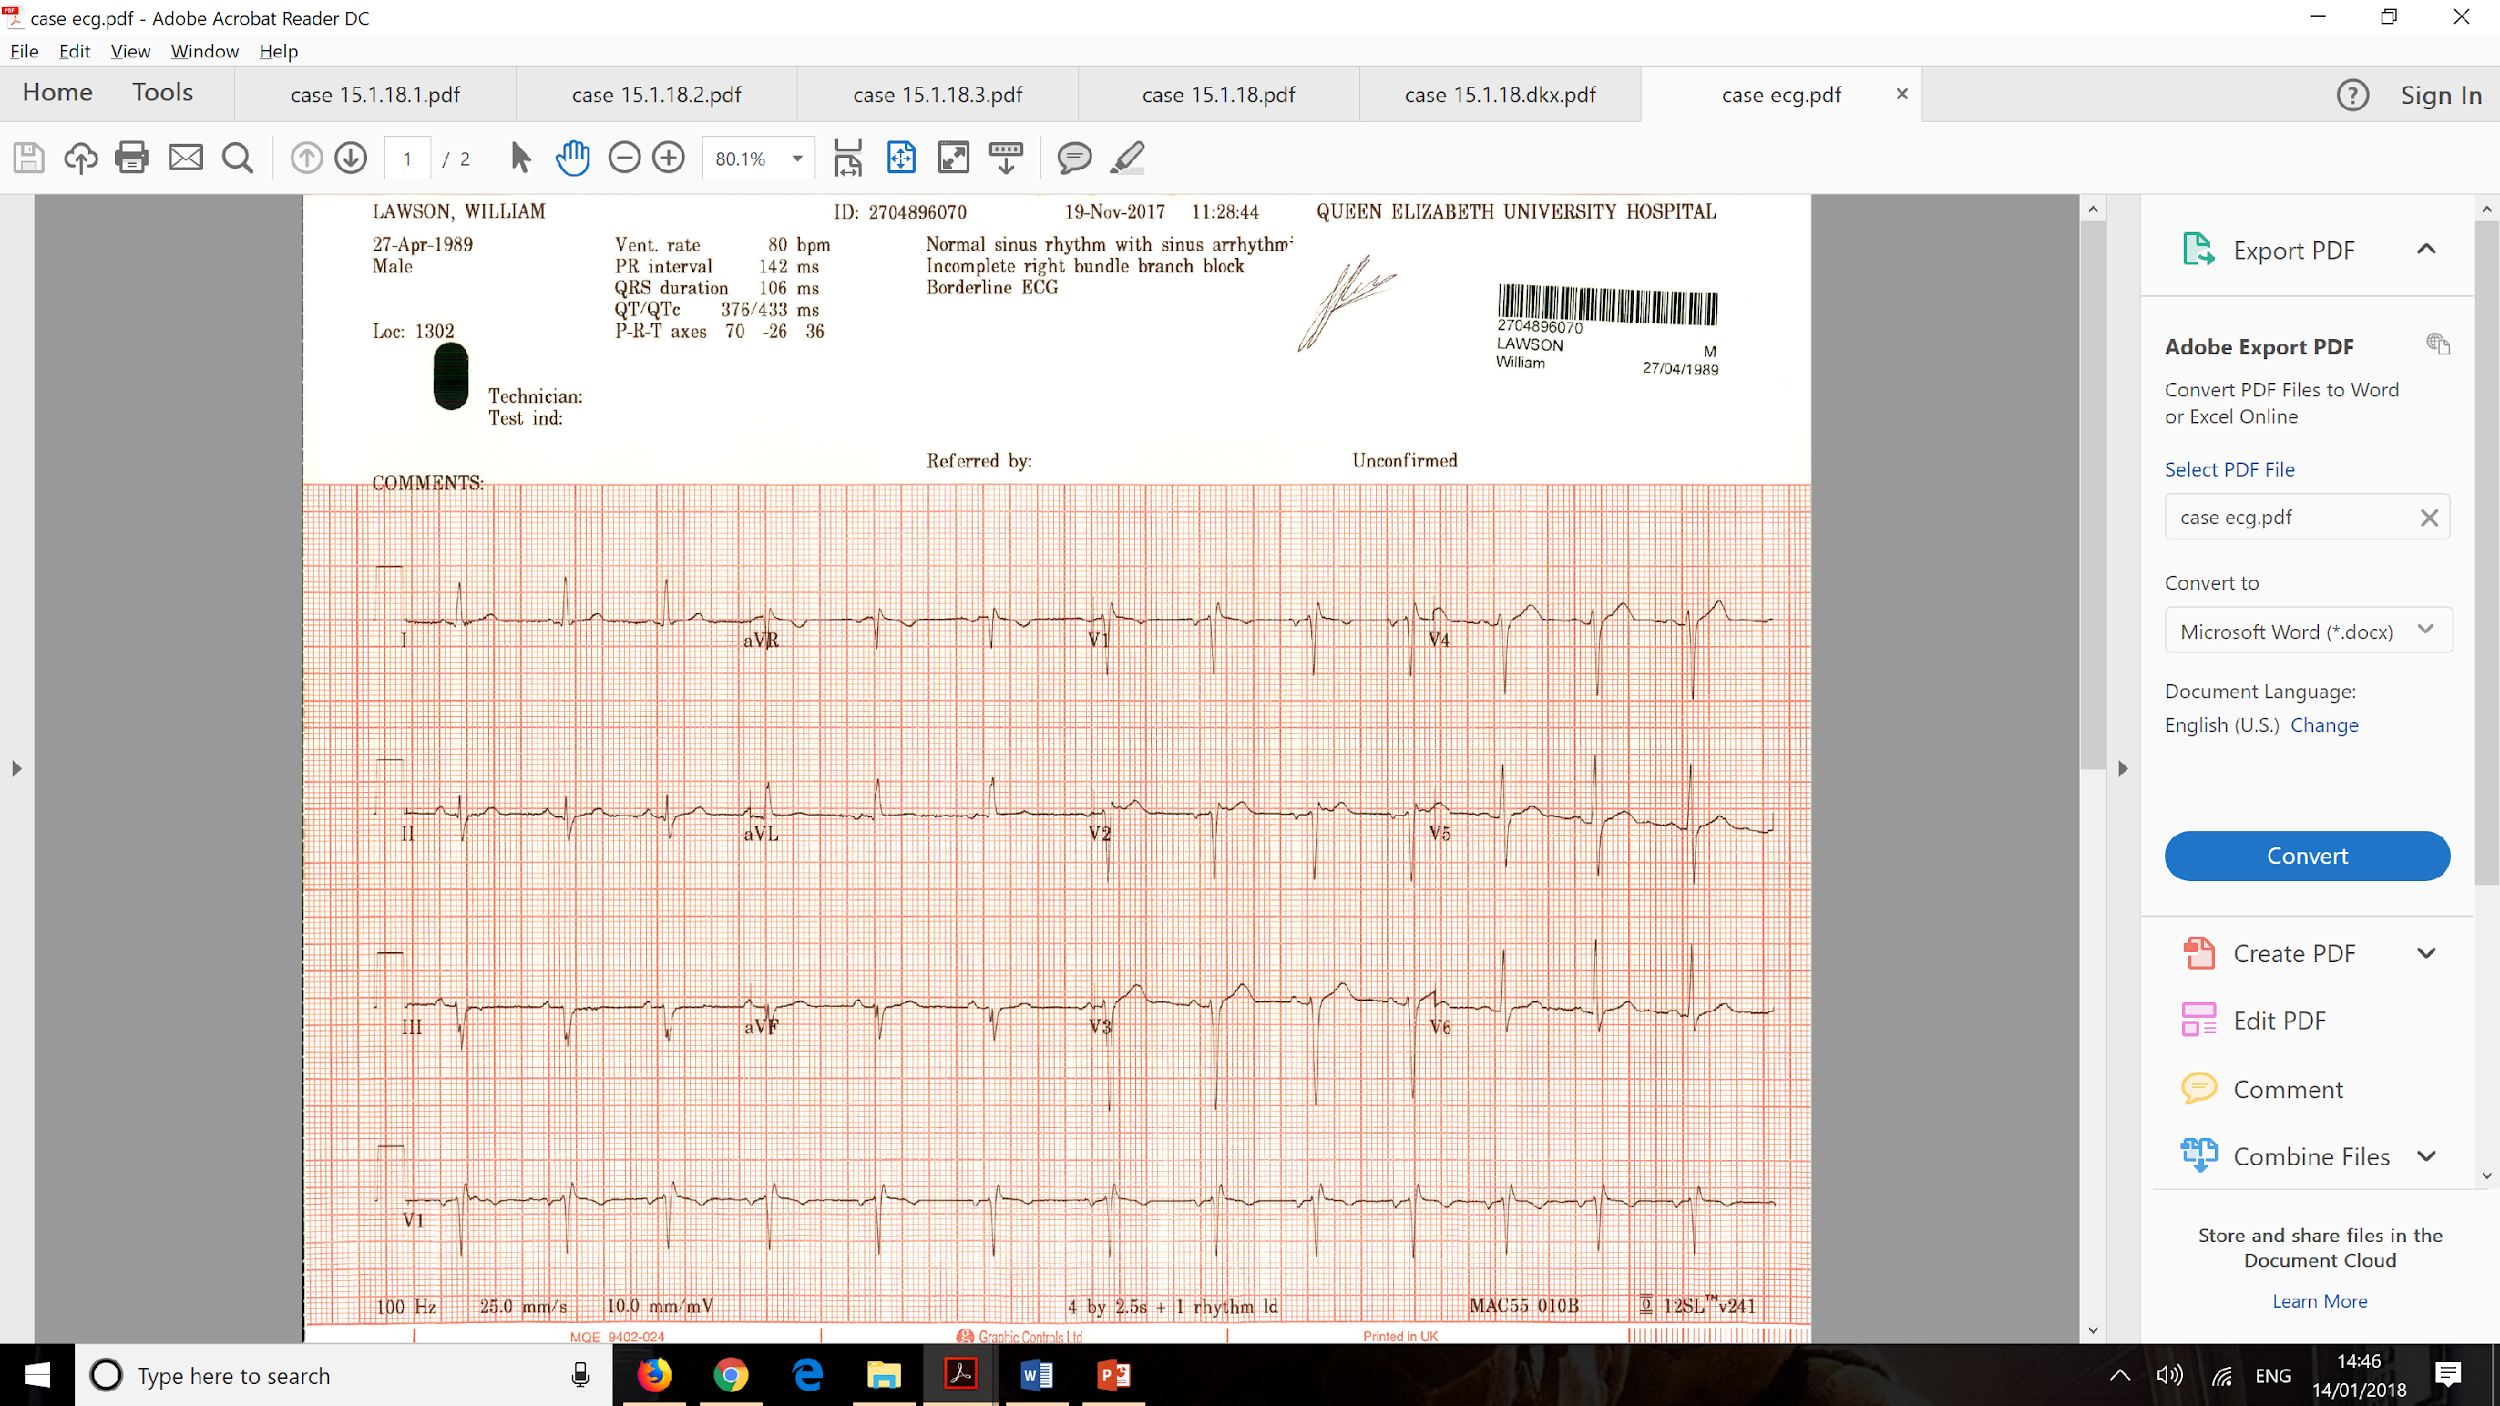 case ecg.pdf - Adobe Acrobat Reader DC
File Edit View Window Help
Home Tools case 15.1.18.1.pdf case 15.1.18.2.pdf case 15.1.18.3.pdf case 15.1.18.pdf case 15.1.18.dkx.pdf case ecg.pdf × ? Sign In
1 / 2 80.1%
LAWSON, WILLIAM ID: 2704896070 19-Nov-2017 11:28:44 QUEEN ELIZABETH UNIVERSITY HOSPITAL
27-Apr-1989 Vent. rate 80 bpm Normal sinus rhythm with sinus arrhythm
Male PR interval 142 ms Incomplete right bundle branch block
QRS duration 106 ms Borderline ECG
QT/QTc 376/433 ms
Loc: 1302 P-R-T axes 70 -26 36
2704896070
LAWSON M
William 27/04/1989
Technician:
Test ind:
Referred by: Unconfirmed
COMMENTS:
I aVR V1 V4
II aVL V2 V5
III aVF V3 V6
V1
100 Hz 25.0 mm/s 10.0 mm/mV 4 by 2.5s + 1 rhythm ld MAC55 010B 12SL™v241
MQE 9402-024 Graphic Controls Ltd Printed in UK
Export PDF
Adobe Export PDF
Convert PDF Files to Word
or Excel Online
Select PDF File
case ecg.pdf
Convert to
Microsoft Word (*.docx)
Document Language:
English (U.S.) Change
Convert
Create PDF
Edit PDF
Comment
Combine Files
Store and share files in the
Document Cloud
Learn More
Type here to search
ENG
14:46
14/01/2018